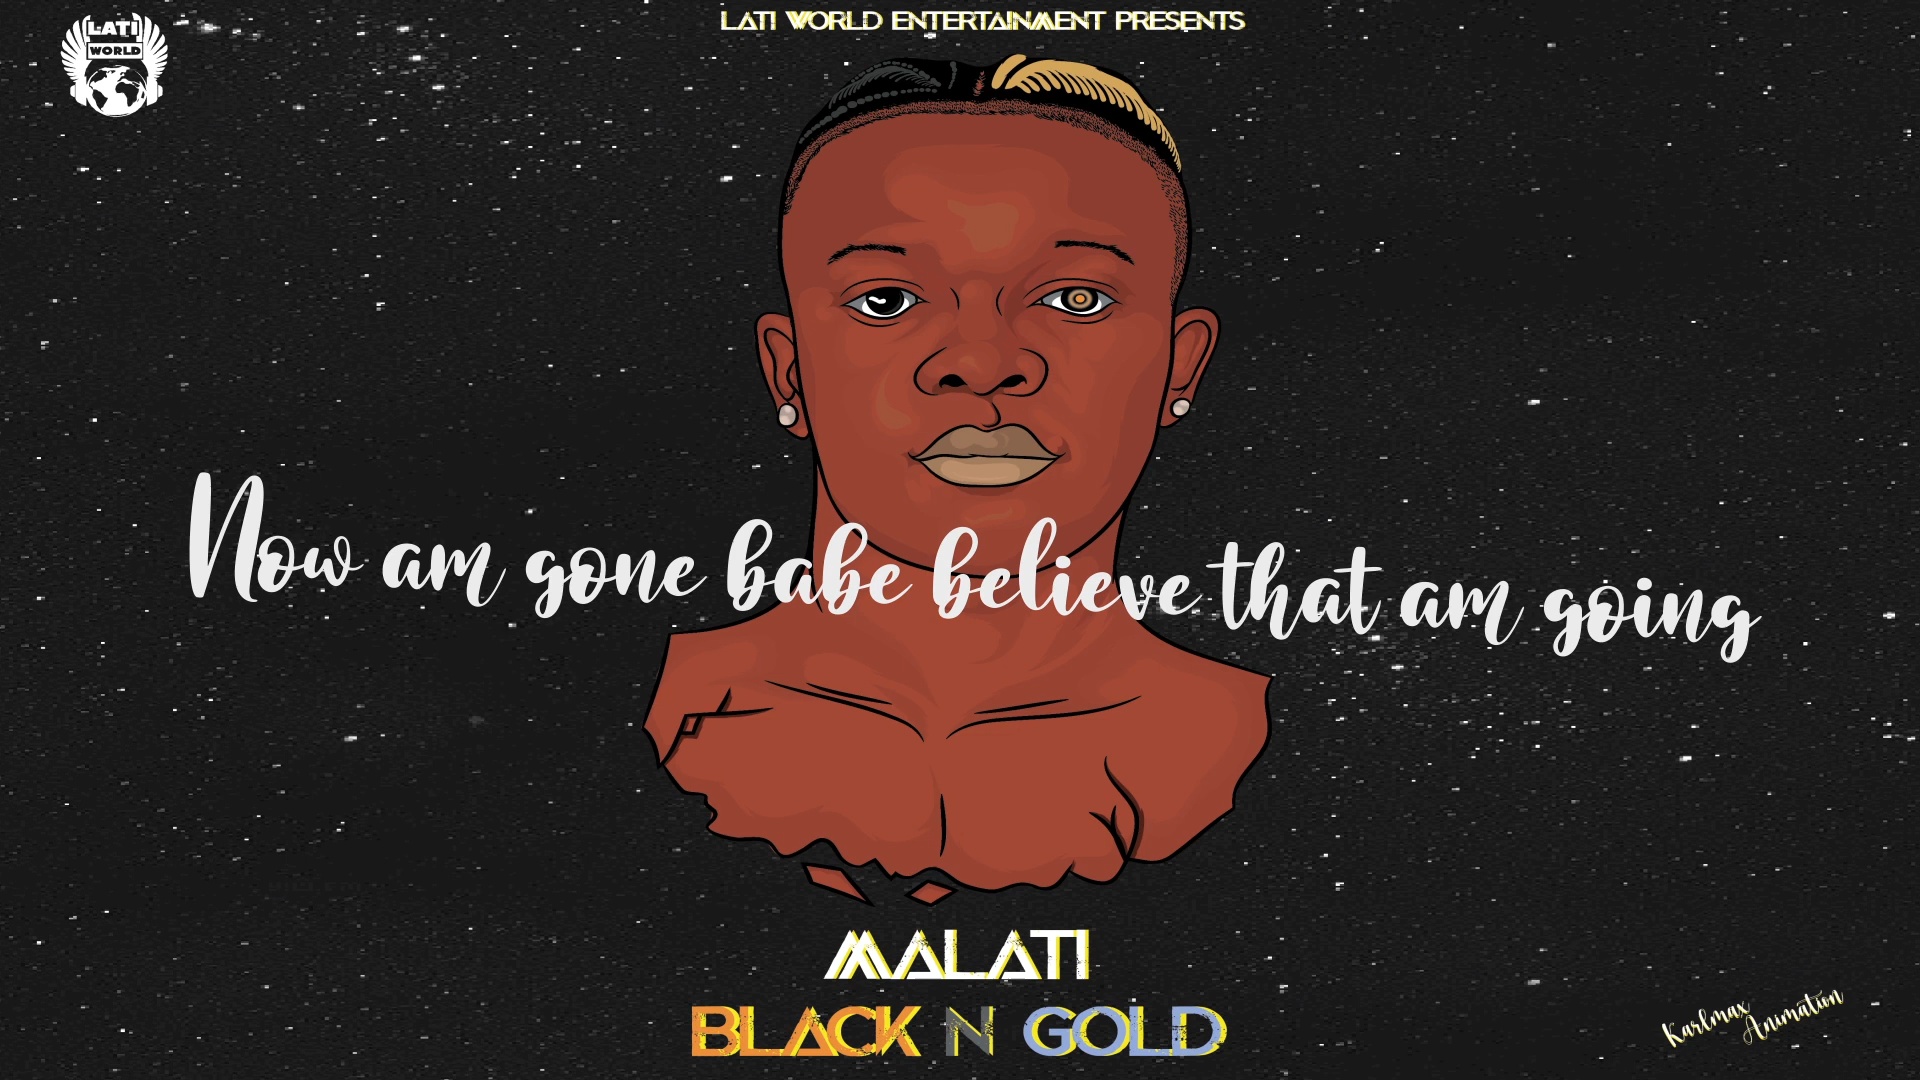 LATI WORLD ENTERTAINMENT PRESENTS
LATI
WORLD
Now am gone babe believe that am going
MALATI
BLACK N GOLD
Karlmax
Animation